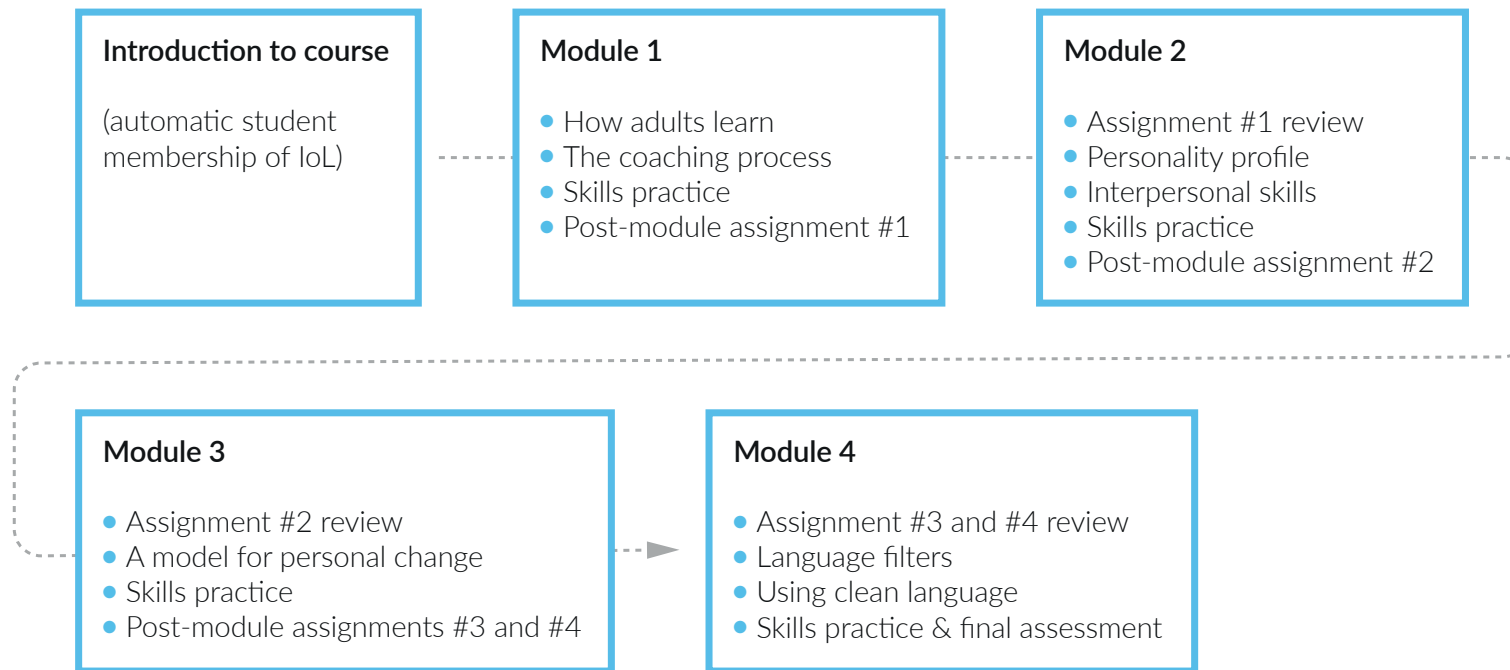 Introduction to course
(automatic student
membership of IoL)
Module 1
How adults learn
The coaching process
Skills practice
Post-module assignment #1
Module 2
Assignment #1 review
Personality profile
Interpersonal skills
Skills practice
Post-module assignment #2
Module 3
Assignment #2 review
A model for personal change
Skills practice
Post-module assignments #3 and #4
Module 4
Assignment #3 and #4 review
Language filters
Using clean language
Skills practice & final assessment